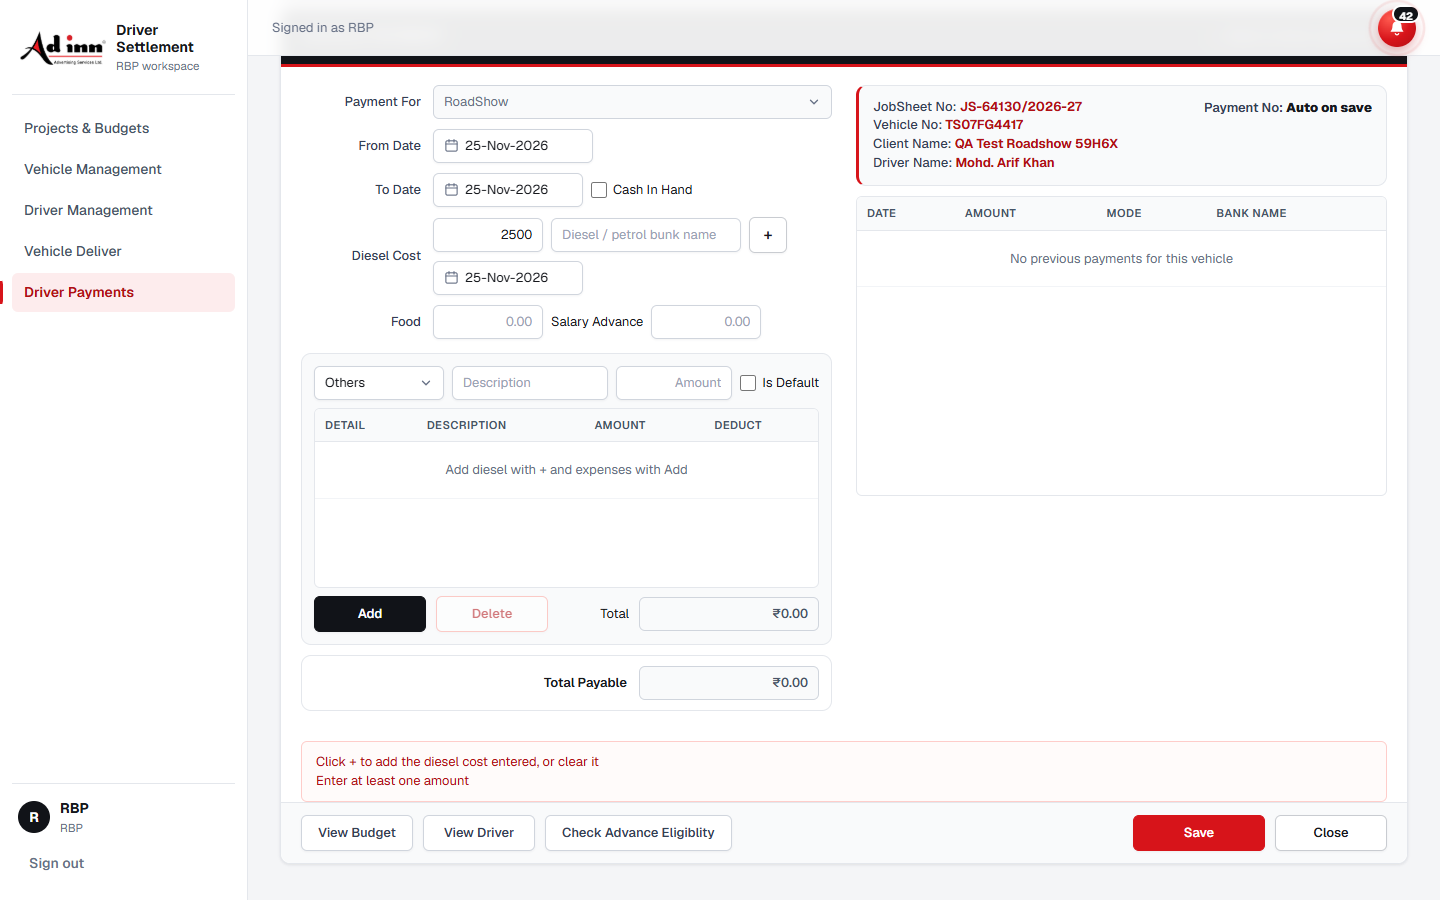 Ad inn
Advertising Services Ltd
Driver
Settlement
RBP workspace
Projects & Budgets
Vehicle Management
Driver Management
Vehicle Deliver
Driver Payments
R
RBP
RBP
Sign out
Signed in as RBP
42
Payment For
RoadShow
From Date
25-Nov-2026
To Date
25-Nov-2026
Cash In Hand
Diesel Cost
2500
Diesel / petrol bunk name
+
25-Nov-2026
Food
0.00
Salary Advance
0.00
Others
Description
Amount
Is Default
DETAIL DESCRIPTION AMOUNT DEDUCT
Add diesel with + and expenses with Add
Add
Delete
Total
₹0.00
Total Payable
₹0.00
JobSheet No: JS-64130/2026-27
Payment No: Auto on save
Vehicle No: TS07FG4417
Client Name: QA Test Roadshow 59H6X
Driver Name: Mohd. Arif Khan
DATE AMOUNT MODE BANK NAME
No previous payments for this vehicle
Click + to add the diesel cost entered, or clear it
Enter at least one amount
View Budget
View Driver
Check Advance Eligiblity
Save
Close